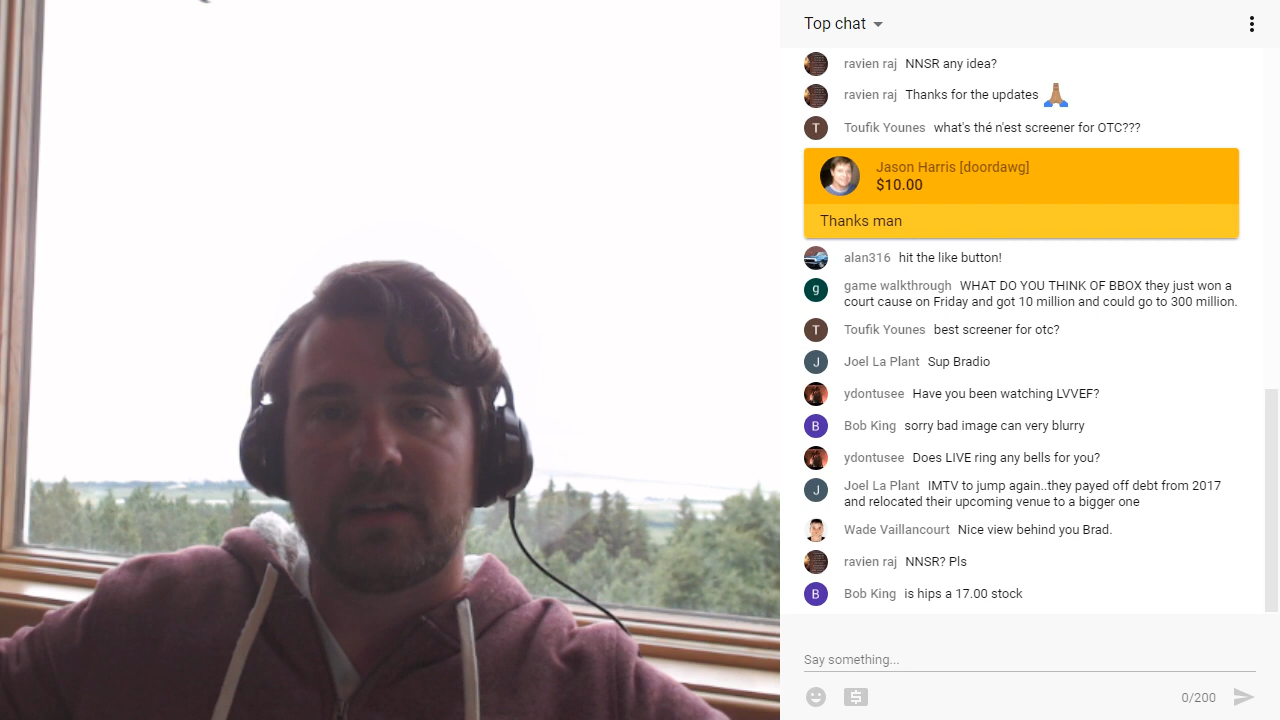 Top chat
ravien raj NNSR any idea?
ravien raj Thanks for the updates
T Toufik Younes what's thé n'est screener for OTC???
Jason Harris [doordawg]
$10.00
Thanks man
alan316 hit the like button!
g game walkthrough WHAT DO YOU THINK OF BBOX they just won a
court cause on Friday and got 10 million and could go to 300 million.
T Toufik Younes best screener for otc?
J Joel La Plant Sup Bradio
ydontusee Have you been watching LVVEF?
B Bob King sorry bad image can very blurry
ydontusee Does LIVE ring any bells for you?
J Joel La Plant IMTV to jump again..they payed off debt from 2017
and relocated their upcoming venue to a bigger one
Wade Vaillancourt Nice view behind you Brad.
ravien raj NNSR? Pls
B Bob King is hips a 17.00 stock
Say something...
0/200